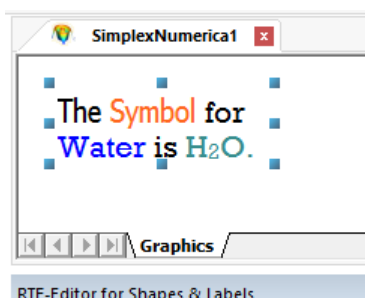 SimplexNumerica1
The Symbol for
Water is H₂O.
Graphics
RTF-Editor for Shapes & Labels